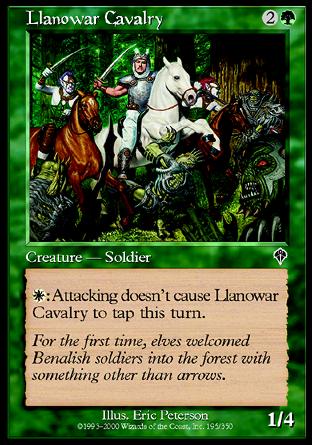 Llanowar Cavalry 2
Creature — Soldier
:Attacking doesn't cause Llanowar
Cavalry to tap this turn.
For the first time, elves welcomed
Benalish soldiers into the forest with
something other than arrows.
Illus. Eric Peterson
©1993–2000 Wizards of the Coast, Inc. 195/350
1/4